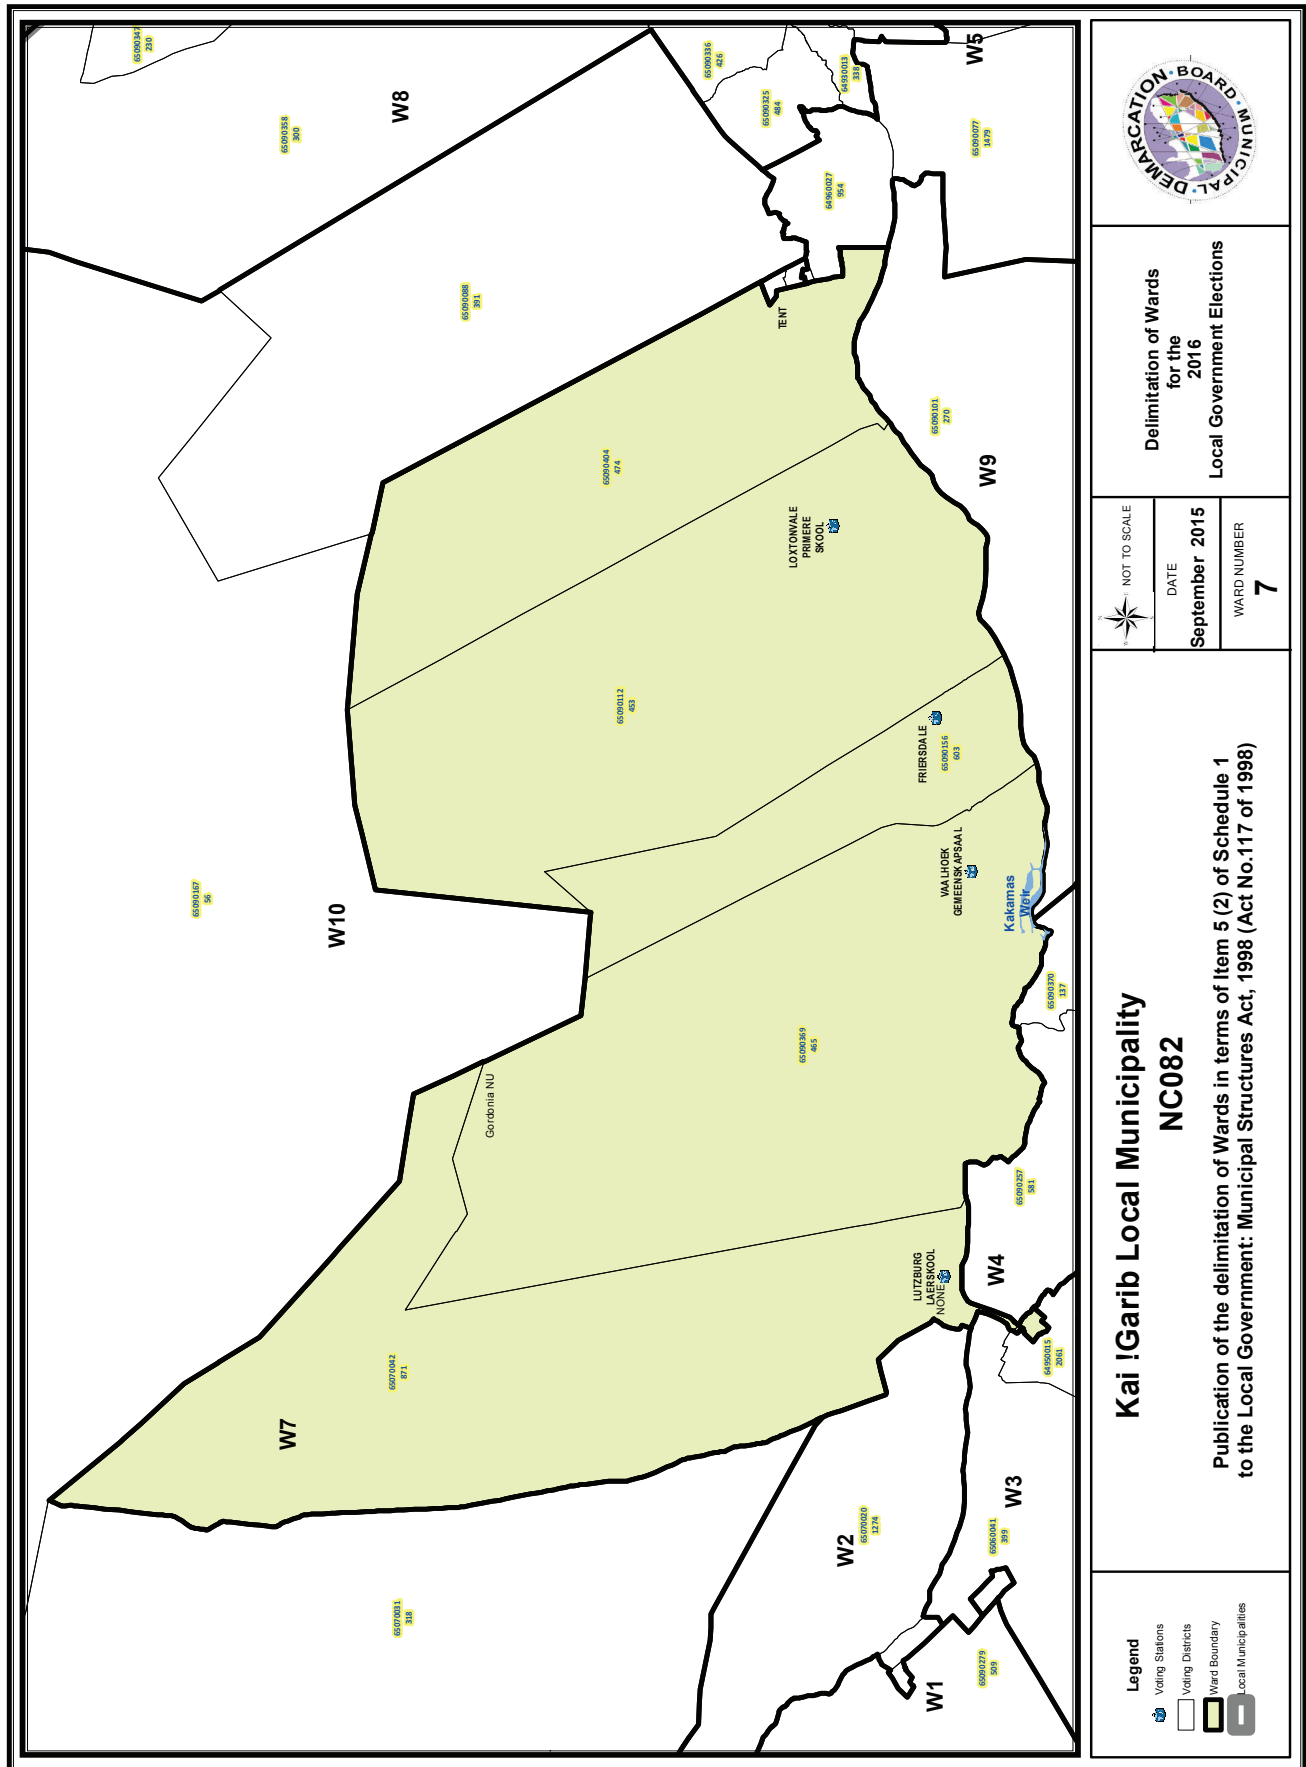 65090347
230
65090358
300
W8
65090336
426
65090325
484
64930013
338
W5
65090077
1479
64960027
954
65090088
391
TENT
65090101
270
W9
65090404
474
LOXTONVALE
PRIMERE
SKOOL
65090112
453
FRIERSDALE
65090156
603
VAALHOEK
GEMEENSKAPSAAL
Kakamas
Weir
65090167
56
W10
65090370
137
65090369
465
Gordonia NU
65090257
581
W4
LUTZBURG
LAERSKOOL
NONE
64950015
2061
65070042
871
W7
W2
65070020
1274
W3
65060041
399
65070031
318
65090279
509
W1
Legend
Voting Stations
Voting Districts
Ward Boundary
Local Municipalities
Kai !Garib Local Municipality
NC082
Publication of the delimitation of Wards in terms of Item 5 (2) of Schedule 1
to the Local Government: Municipal Structures Act, 1998 (Act No.117 of 1998)
NOT TO SCALE
DATE
September 2015
WARD NUMBER
7
Delimitation of Wards
for the
2016
Local Government Elections
MUNICIPAL DEMARCATION BOARD